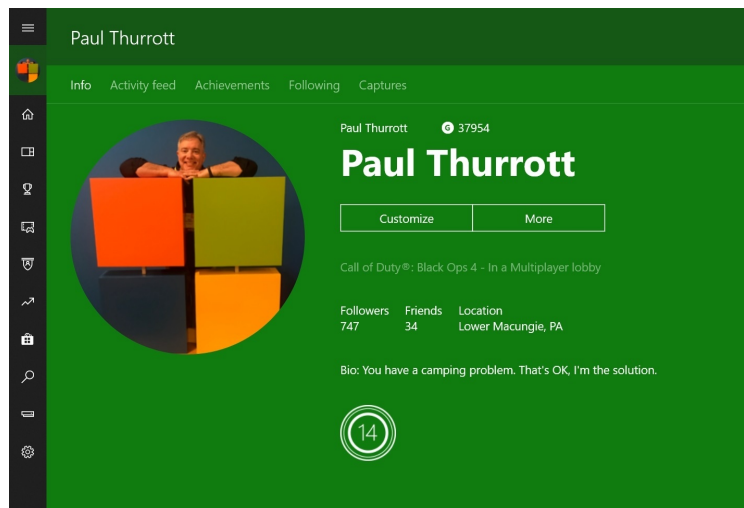 Paul Thurrott
Info Activity feed Achievements Following Captures
Paul Thurrott G 37954
Paul Thurrott
Customize More
Call of Duty®: Black Ops 4 - In a Multiplayer lobby
Followers Friends Location
747 34 Lower Macungie, PA
Bio: You have a camping problem. That's OK, I'm the solution.
14